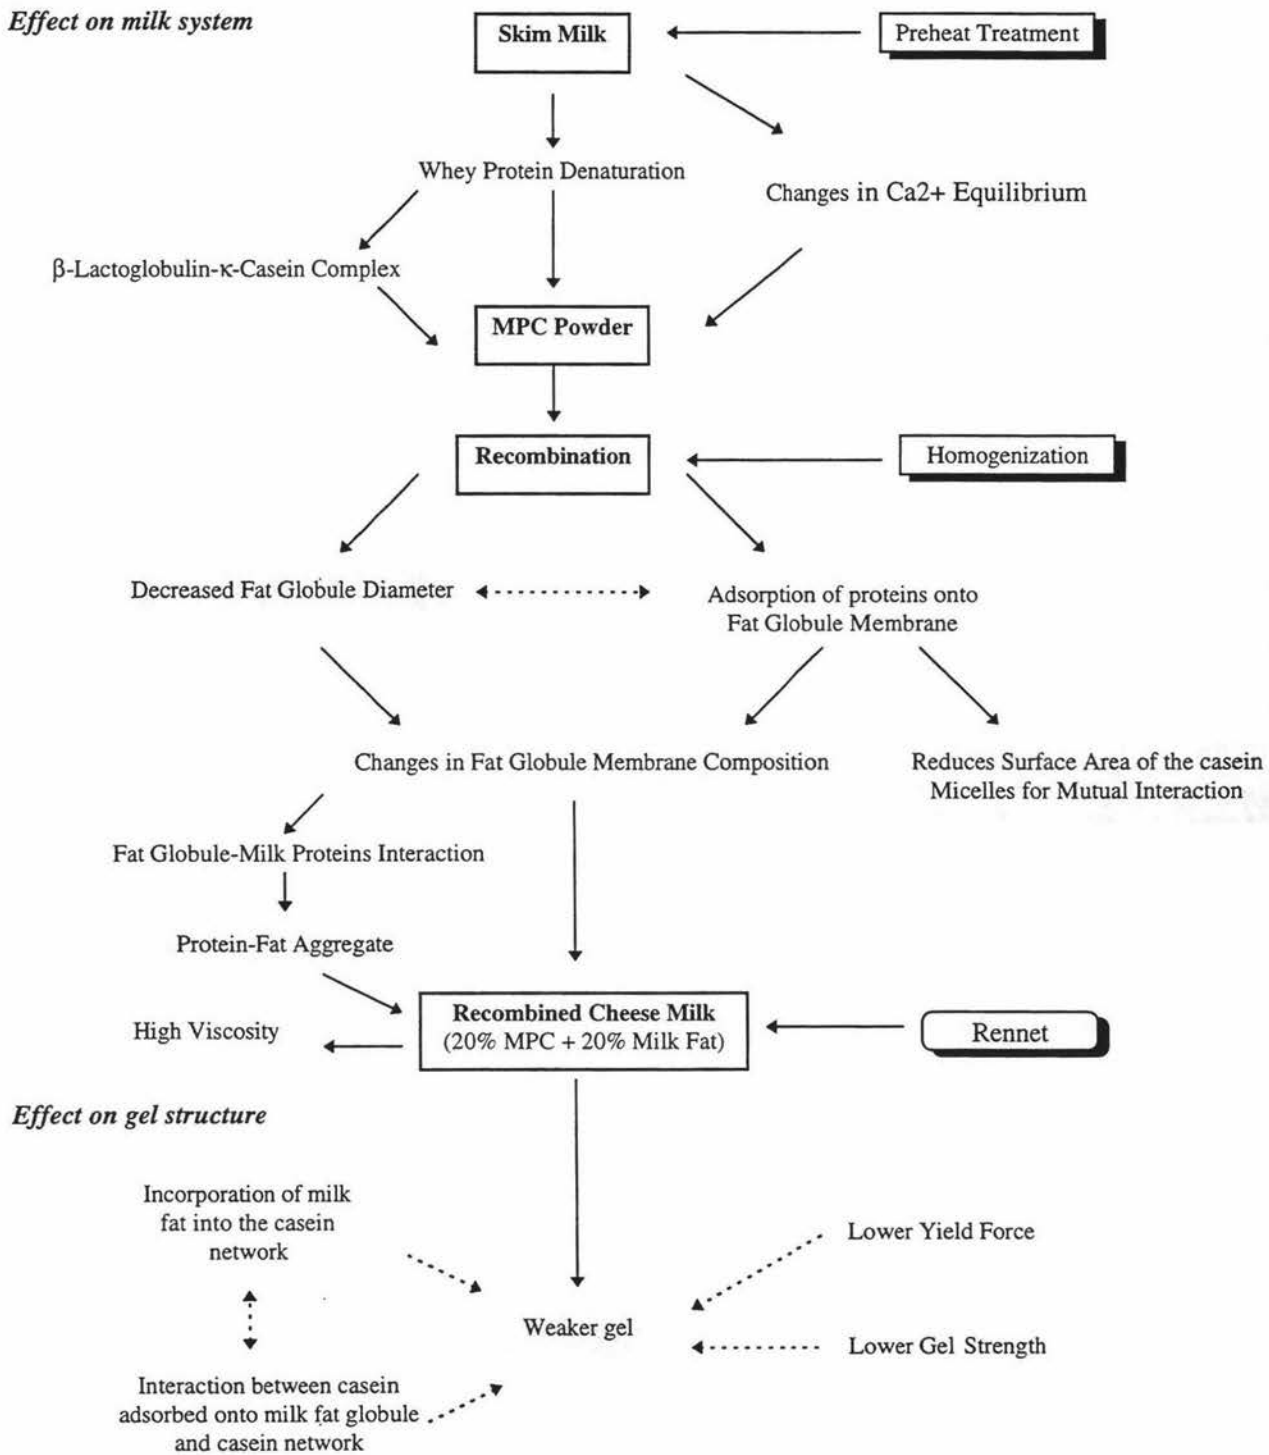 Effect on milk system
Skim Milk
Preheat Treatment
Whey Protein Denaturation
Changes in Ca2+ Equilibrium
β-Lactoglobulin-κ-Casein Complex
MPC Powder
Recombination
Homogenization
Decreased Fat Globule Diameter
Adsorption of proteins onto
Fat Globule Membrane
Changes in Fat Globule Membrane Composition
Reduces Surface Area of the casein
Micelles for Mutual Interaction
Fat Globule-Milk Proteins Interaction
Protein-Fat Aggregate
High Viscosity
Recombined Cheese Milk
(20% MPC + 20% Milk Fat)
Rennet
Effect on gel structure
Incorporation of milk
fat into the casein
network
Lower Yield Force
Weaker gel
Lower Gel Strength
Interaction between casein
adsorbed onto milk fat globule
and casein network